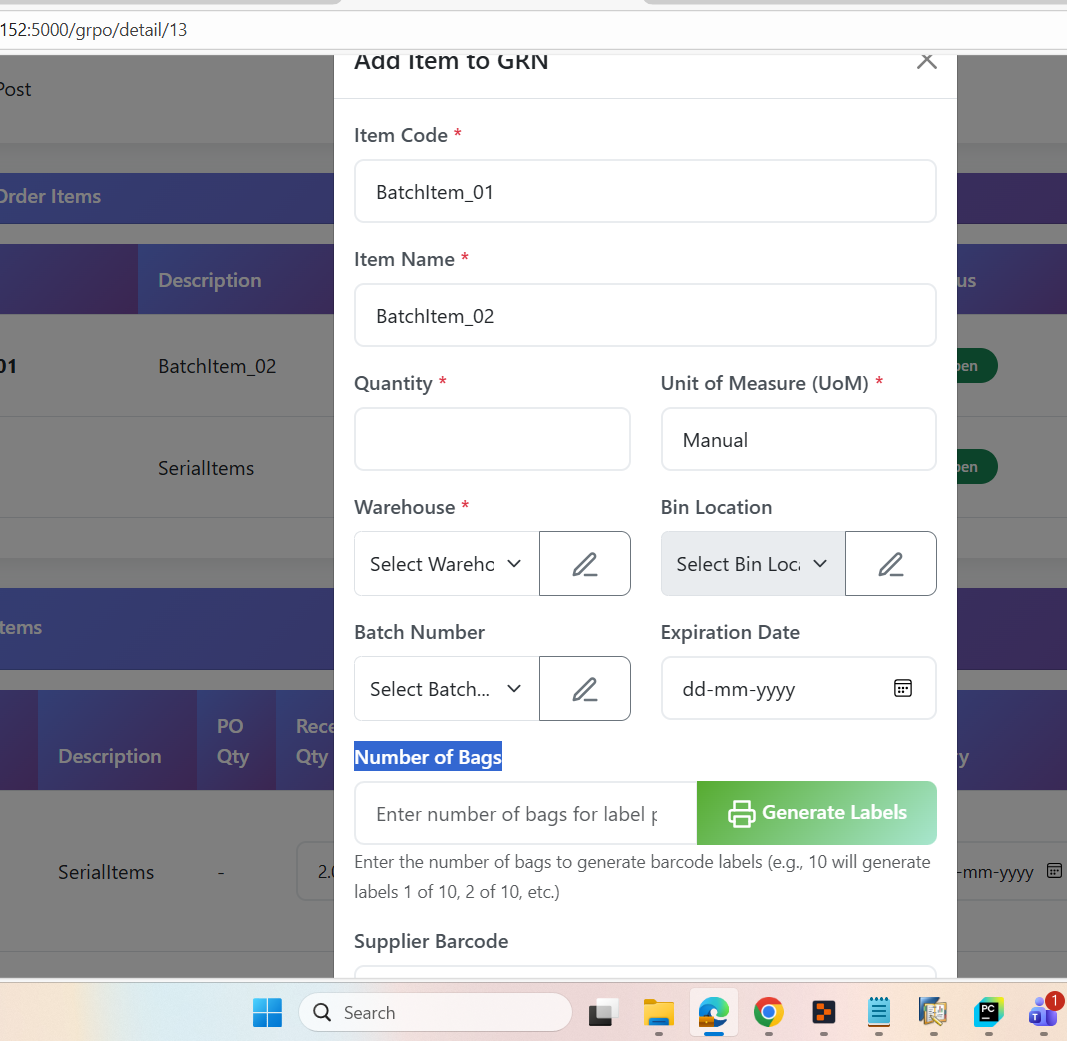 152:5000/grpo/detail/13
Add Item to GRN
Post
Item Code *
BatchItem_01
Order Items
Item Name *
Description
BatchItem_02
01
BatchItem_02
Quantity *
Unit of Measure (UoM) *
Manual
SerialItems
Warehouse *
Bin Location
Select Wareho
Select Bin Loca
Batch Number
Expiration Date
Select Batch...
dd-mm-yyyy
PO
Qty
Rece
Qty
Description
Number of Bags
Enter number of bags for label p
Generate Labels
Enter the number of bags to generate barcode labels (e.g., 10 will generate
labels 1 of 10, 2 of 10, etc.)
SerialItems
-
2.0
-mm-yyyy
Supplier Barcode
Search
PC
T
1